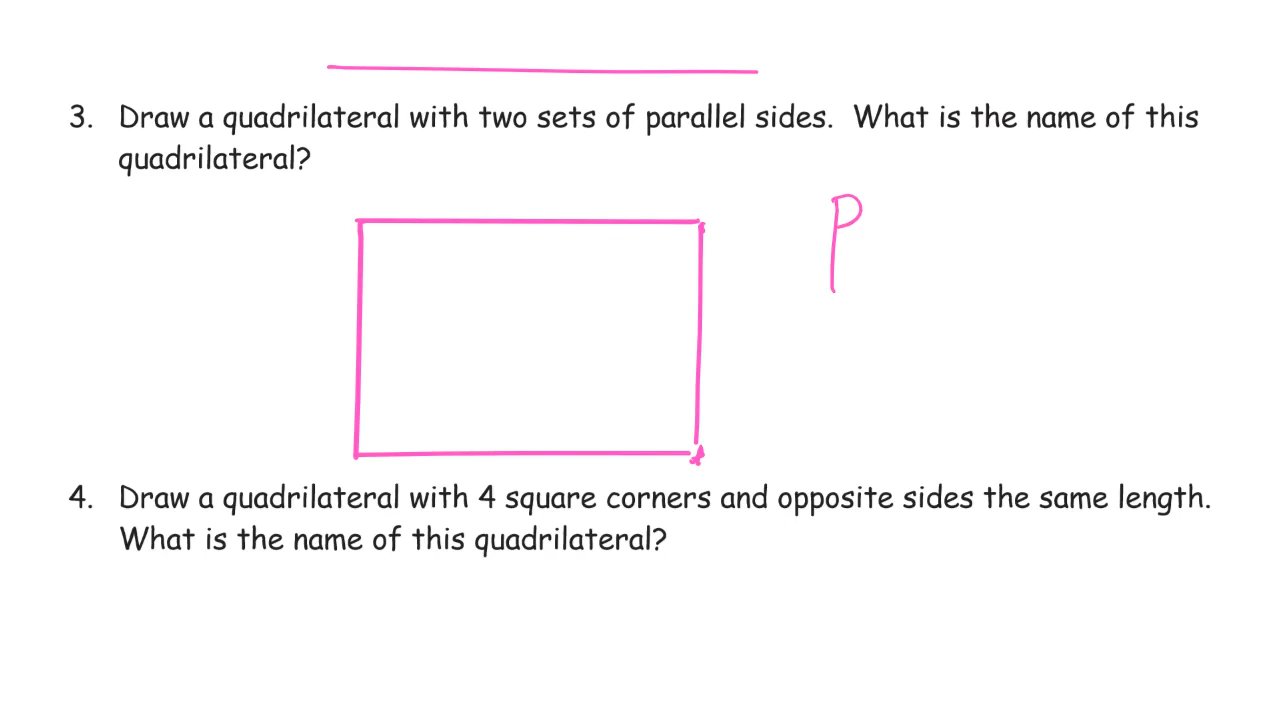 3. Draw a quadrilateral with two sets of parallel sides. What is the name of this
quadrilateral?
P
4. Draw a quadrilateral with 4 square corners and opposite sides the same length.
What is the name of this quadrilateral?